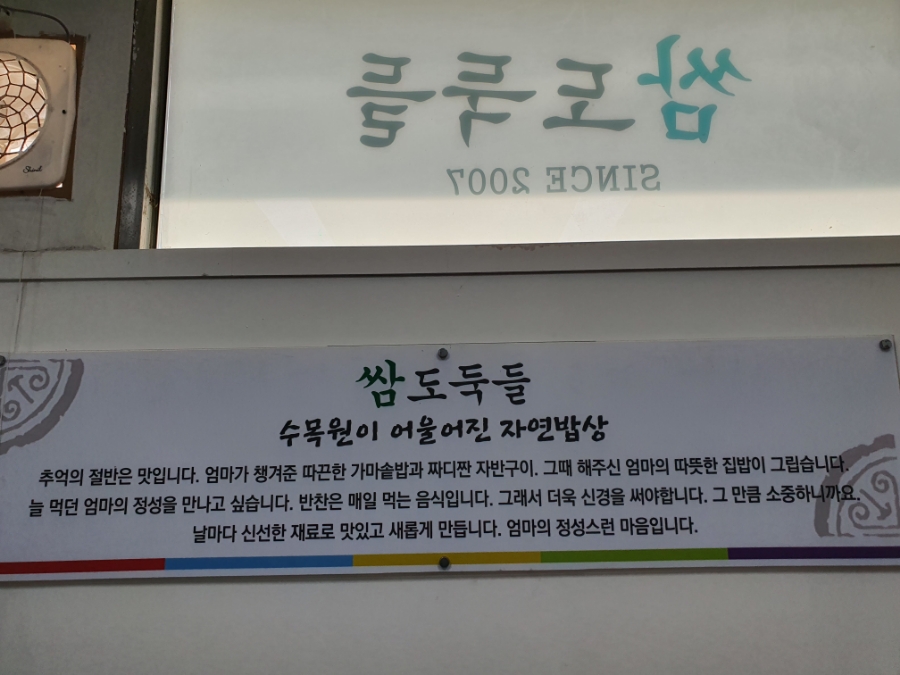 쌈도둑들
SINCE 2007
쌈도둑들
수목원이 어울어진 자연밥상
추억의 절반은 맛입니다. 엄마가 챙겨준 따끈한 가마솥밥과 짜디짠 자반구이. 그때 해주신 엄마의 따뜻한 집밥이 그립습니다.
늘 먹던 엄마의 정성을 만나고 싶습니다. 반찬은 매일 먹는 음식입니다. 그래서 더욱 신경을 써야합니다. 그 만큼 소중하니까요.
날마다 신선한 재료로 맛있고 새롭게 만듭니다. 엄마의 정성스런 마음입니다.